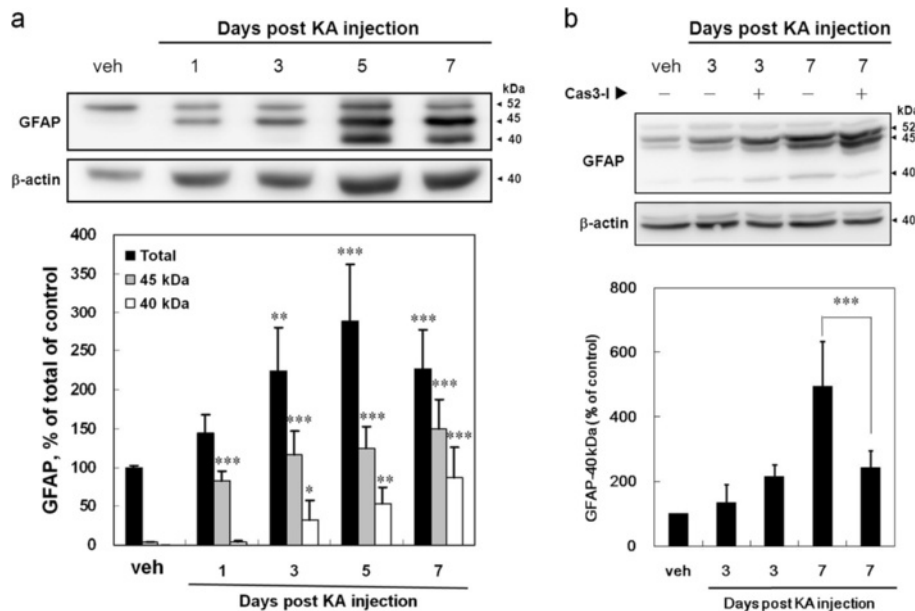 a
Days post KA injection
veh 1 3 5 7
kDa
GFAP
52
45
40
β-actin
40
Total
45 kDa
40 kDa
GFAP, % of total of control
400
350
300
250
200
150
100
50
0
***
**
***
*
***
***
**
***
***
***
veh 1 3 5 7
Days post KA injection
b
Days post KA injection
veh 3 3 7 7
Cas3-I − − + − +
kDa
GFAP
52
45
40
β-actin
40
GFAP-40kDa (% of control)
800
600
400
200
0
***
veh 3 3 7 7
Days post KA injection